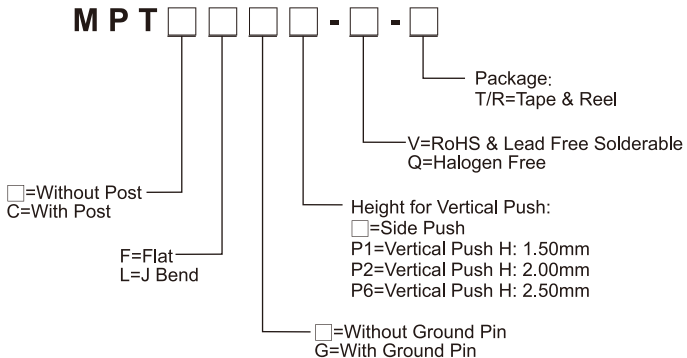 MPT□□□□-□-□
Package:
T/R=Tape & Reel
V=RoHS & Lead Free Solderable
Q=Halogen Free
□=Without Post
C=With Post
Height for Vertical Push:
□=Side Push
P1=Vertical Push H: 1.50mm
P2=Vertical Push H: 2.00mm
P6=Vertical Push H: 2.50mm
F=Flat
L=J Bend
□=Without Ground Pin
G=With Ground Pin